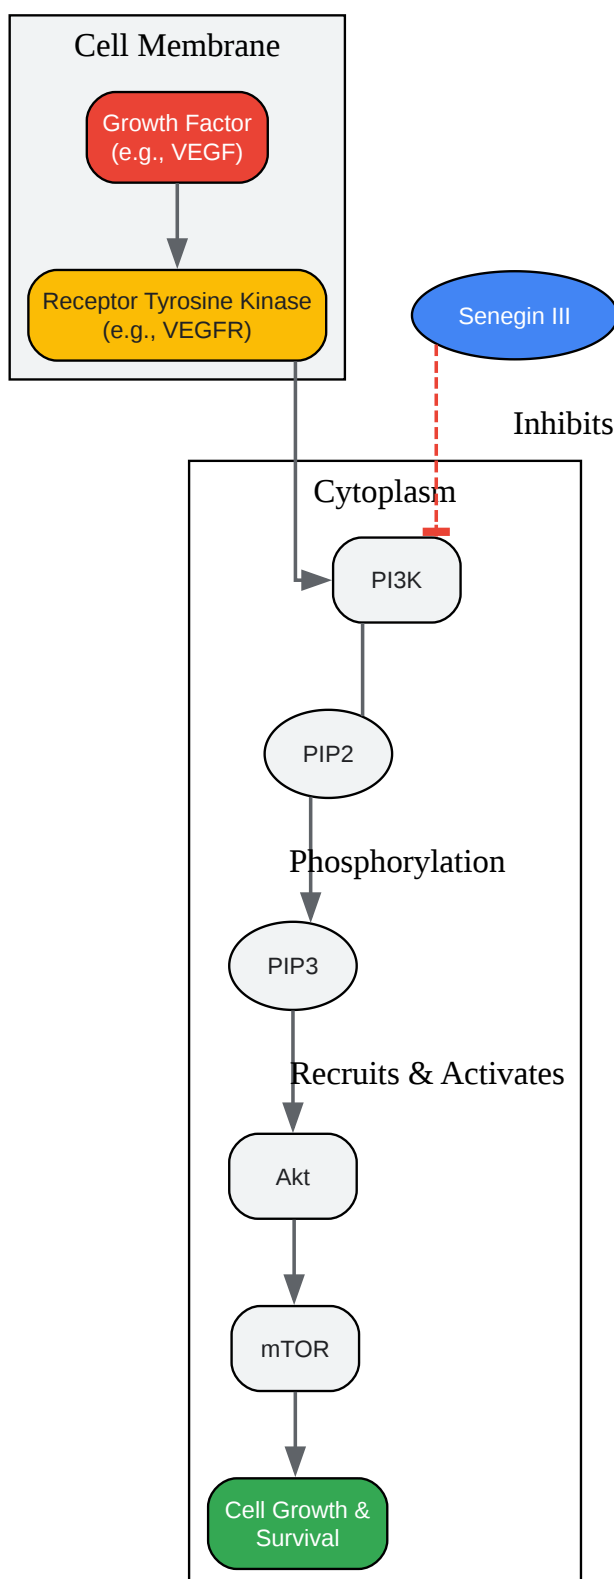 Cell Membrane
Growth Factor
(e.g., VEGF)
Receptor Tyrosine Kinase
(e.g., VEGFR)
Senegin III
Inhibits
Cytoplasm
PI3K
PIP2
Phosphorylation
PIP3
Recruits & Activates
Akt
mTOR
Cell Growth &
Survival